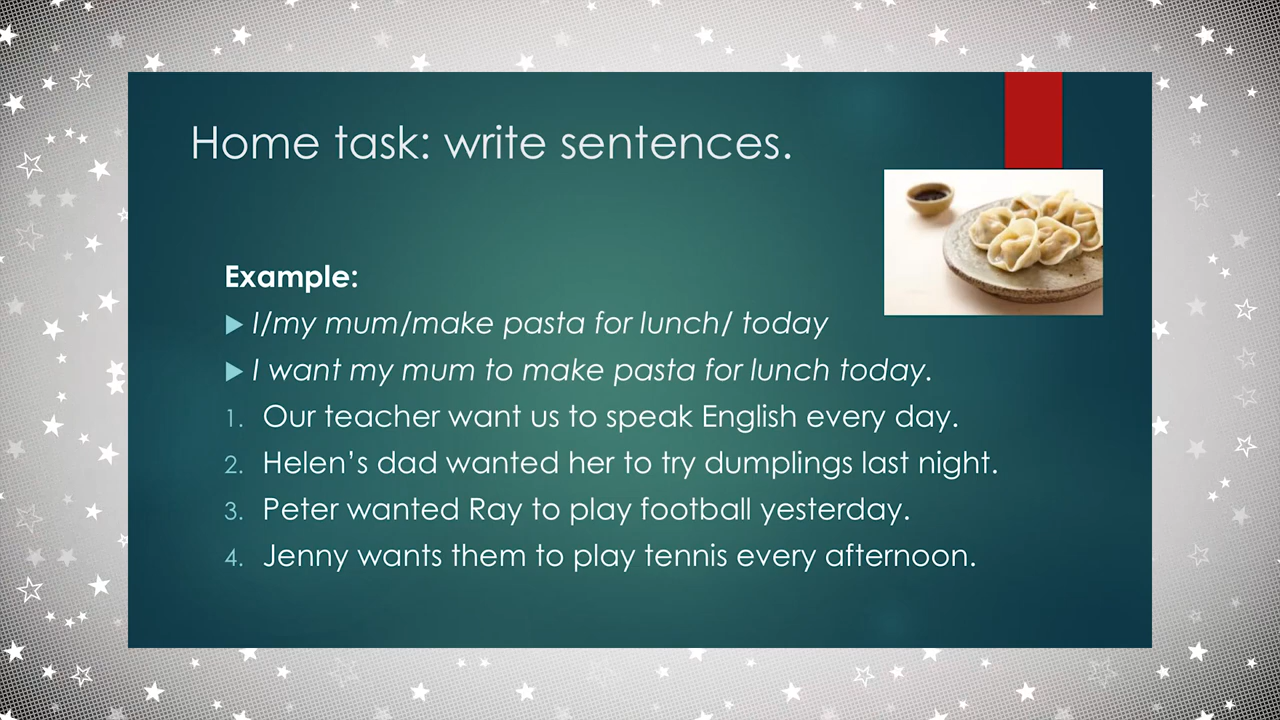 Home task: write sentences.
Example:
I/my mum/make pasta for lunch/ today
I want my mum to make pasta for lunch today.
1. Our teacher want us to speak English every day.
2. Helen’s dad wanted her to try dumplings last night.
3. Peter wanted Ray to play football yesterday.
4. Jenny wants them to play tennis every afternoon.